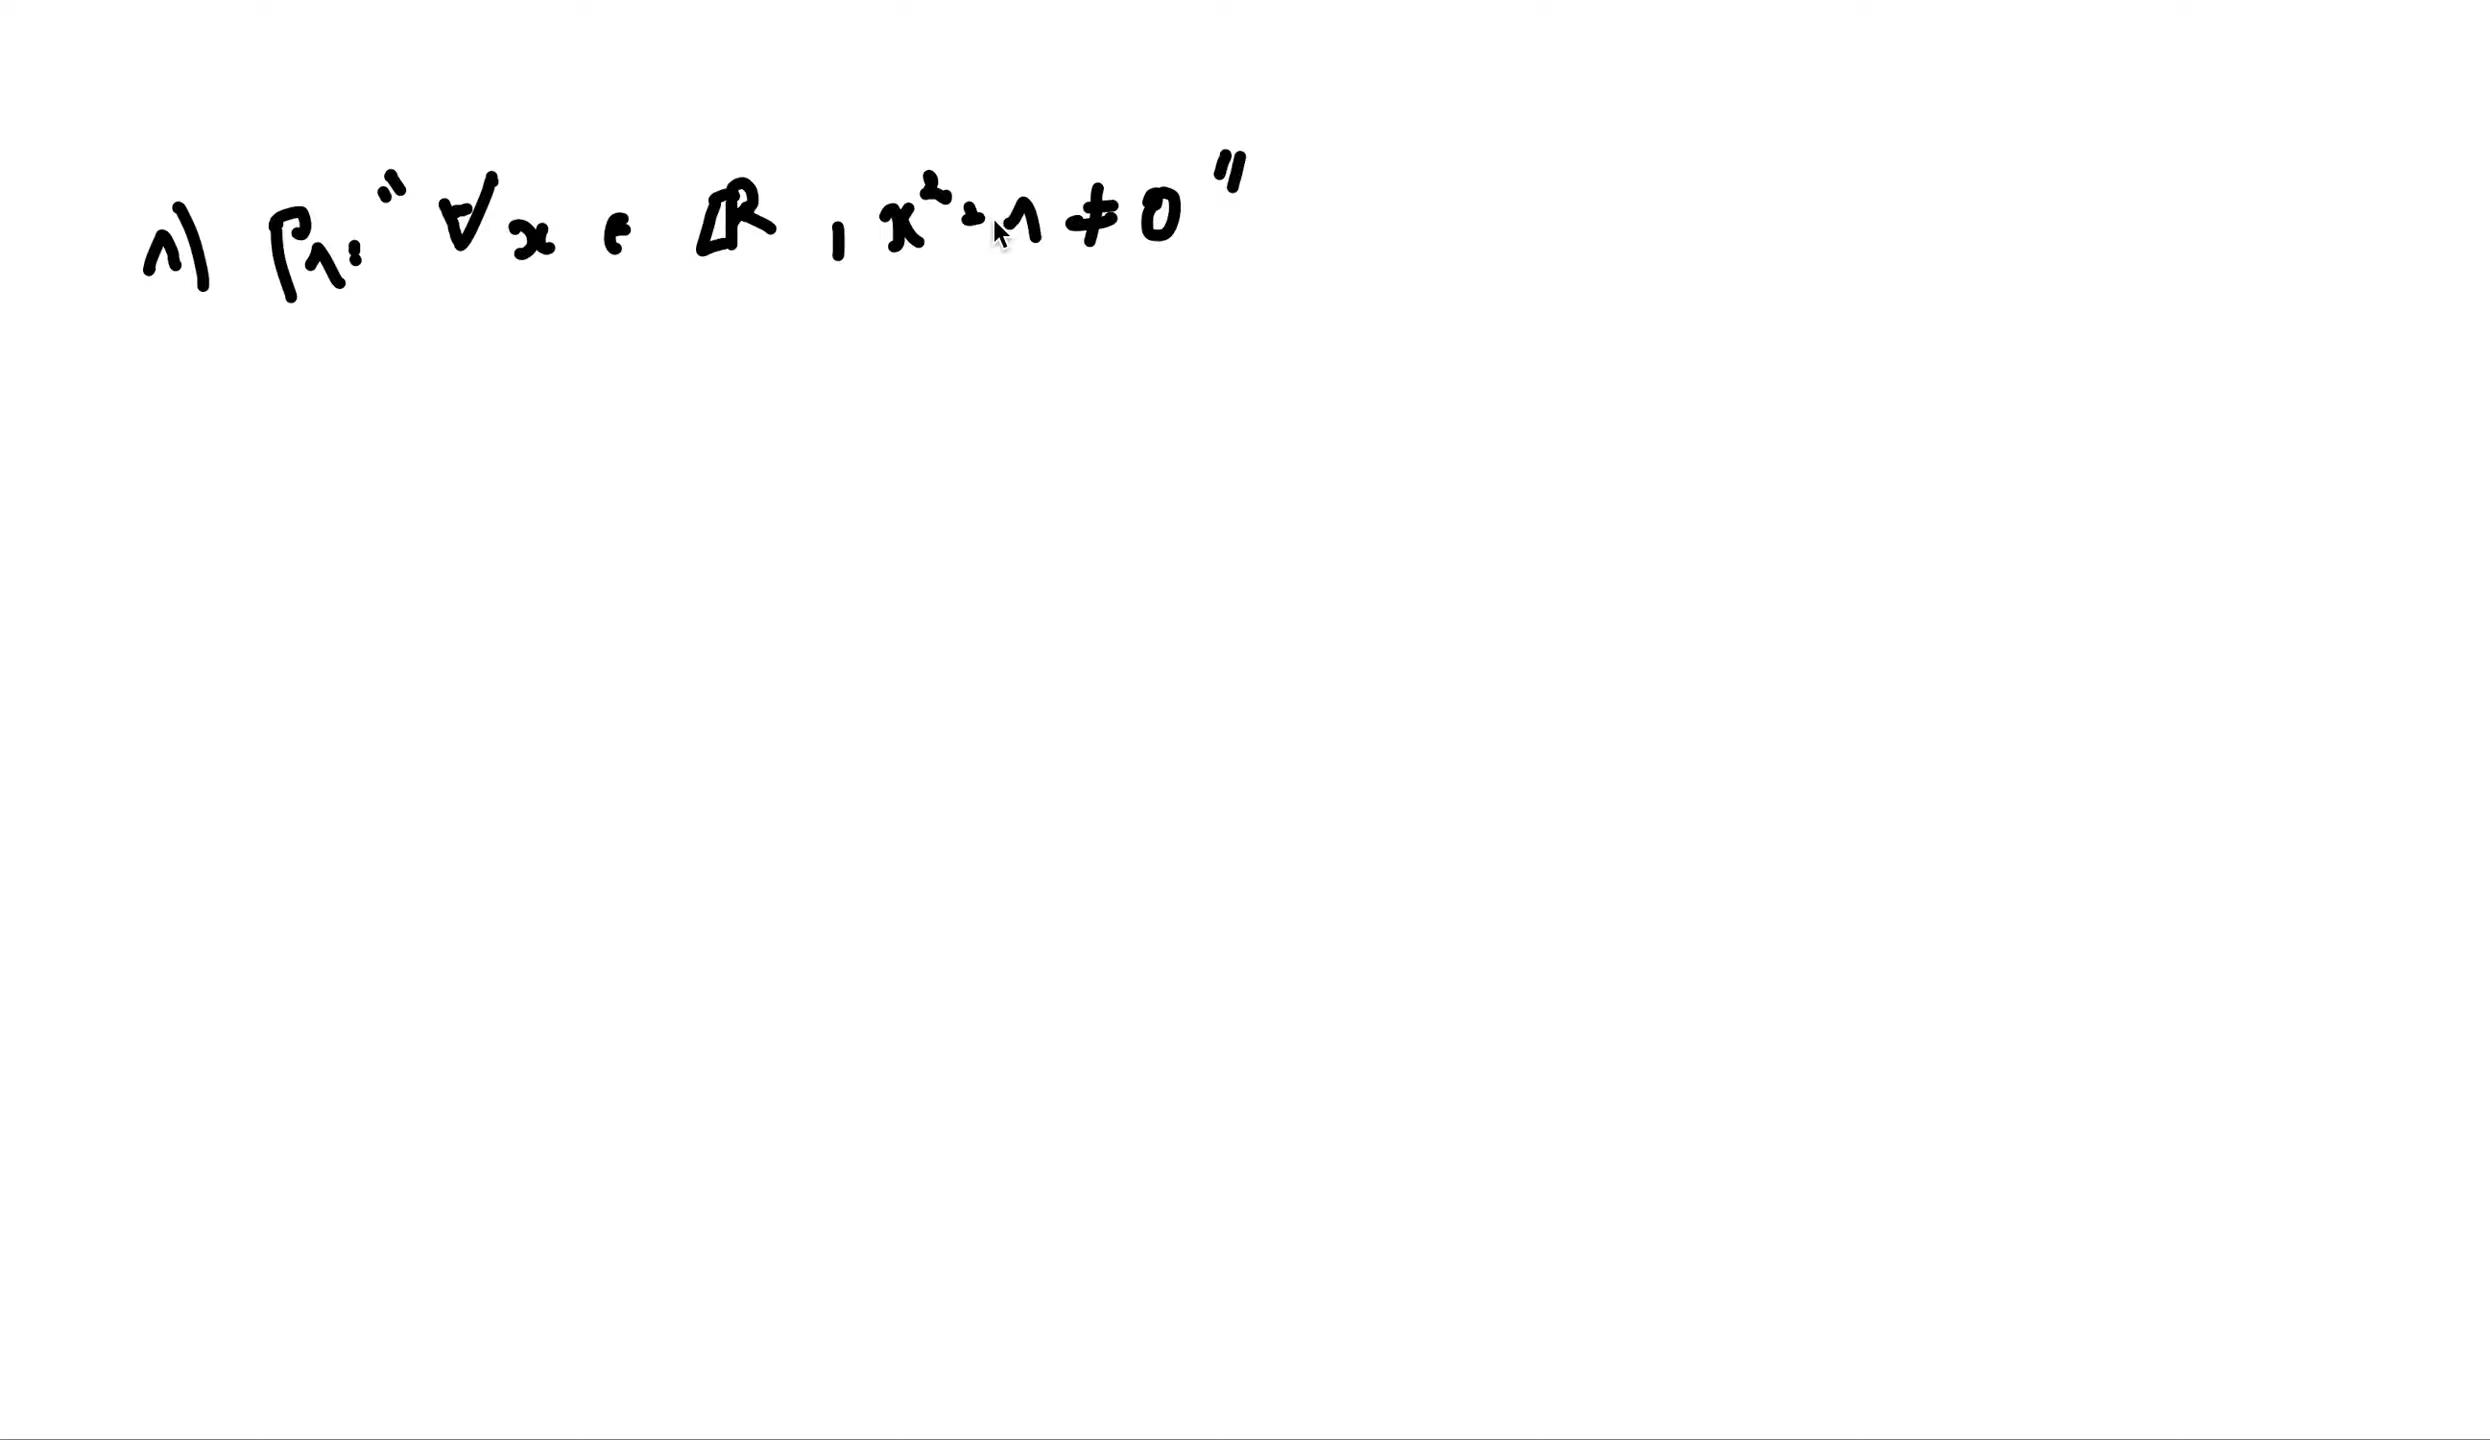 1) P₁: "∀x ∈ ℝ, x² - 1 ≠ 0"